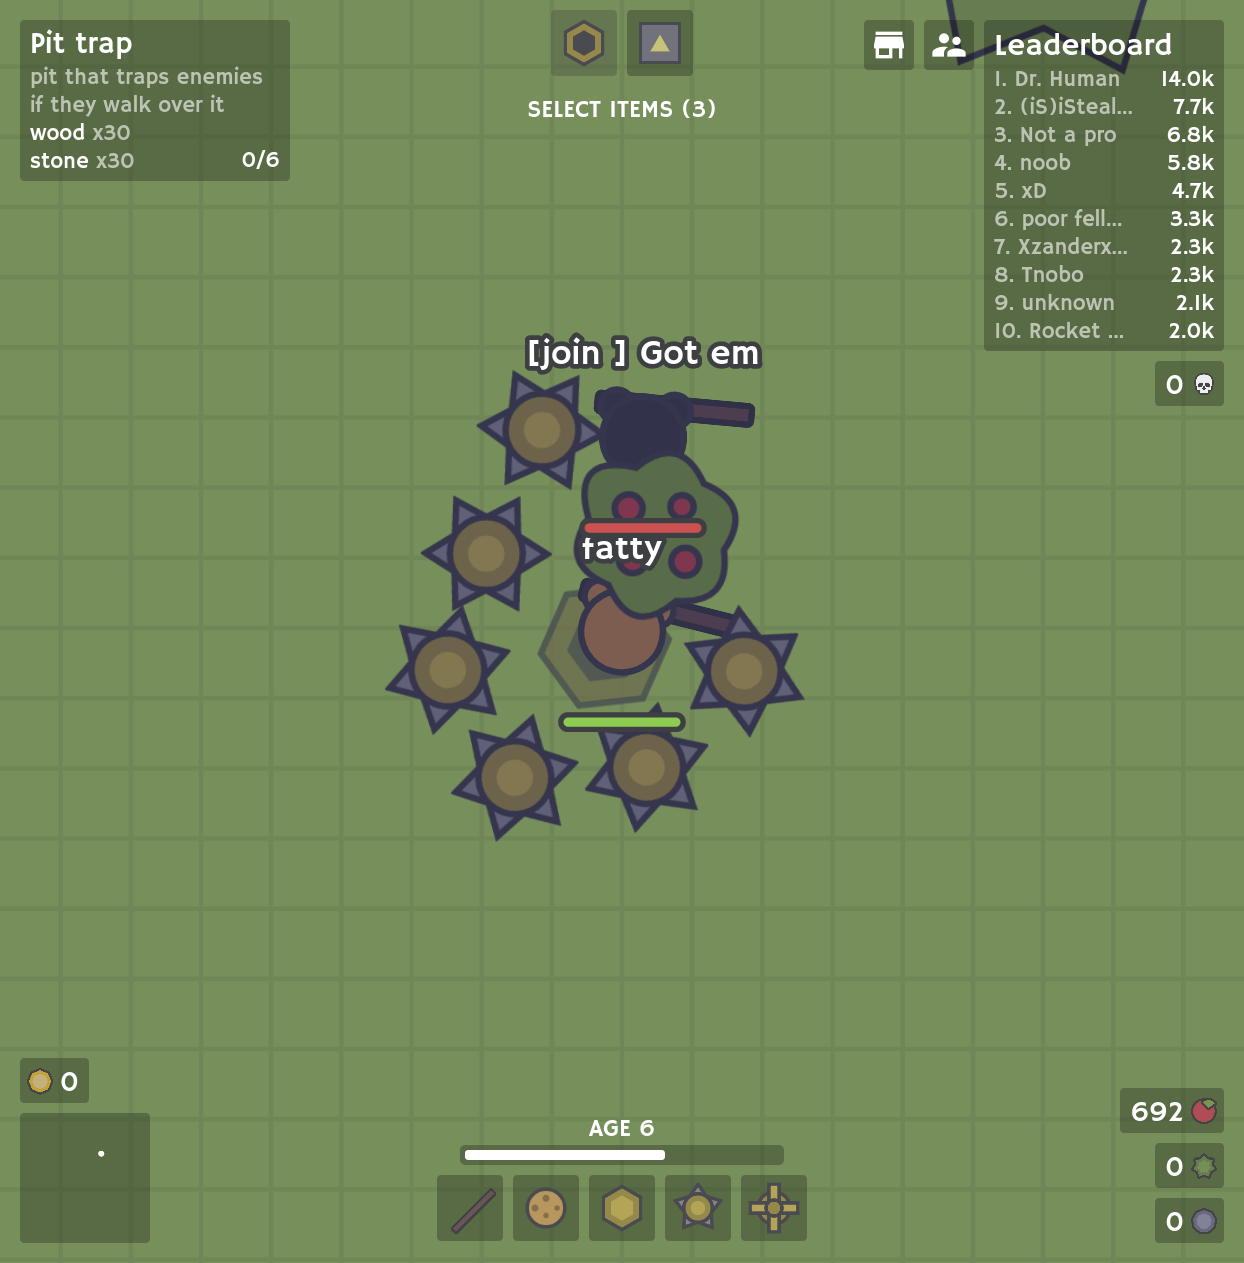 Pit trap
pit that traps enemies
if they walk over it
wood x30
stone x30 0/6
SELECT ITEMS (3)
Leaderboard
1. Dr. Human 14.0k
2. (iS)iSteal... 7.7k
3. Not a pro 6.8k
4. noob 5.8k
5. xD 4.7k
6. poor fell... 3.3k
7. Xzanderx... 2.3k
8. Tnobo 2.3k
9. unknown 2.1k
10. Rocket ... 2.0k
0
[join ] Got em
fatty
0
AGE 6
692
0
0